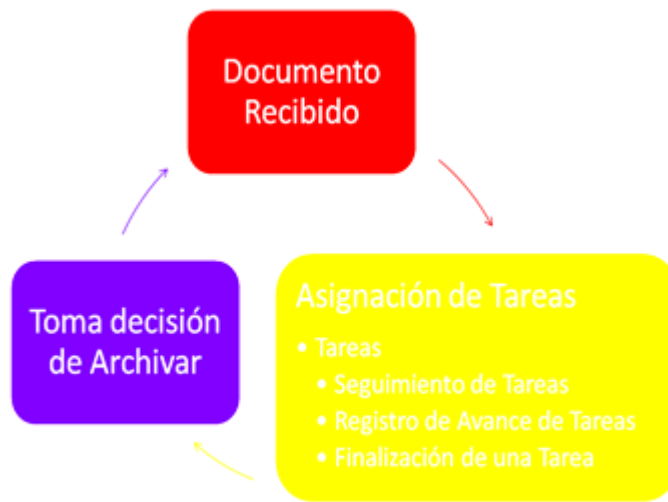 Documento
Recibido
Asignación de Tareas
• Tareas
• Seguimiento de Tareas
• Registro de Avance de Tareas
• Finalización de una Tarea
Toma decisión
de Archivar